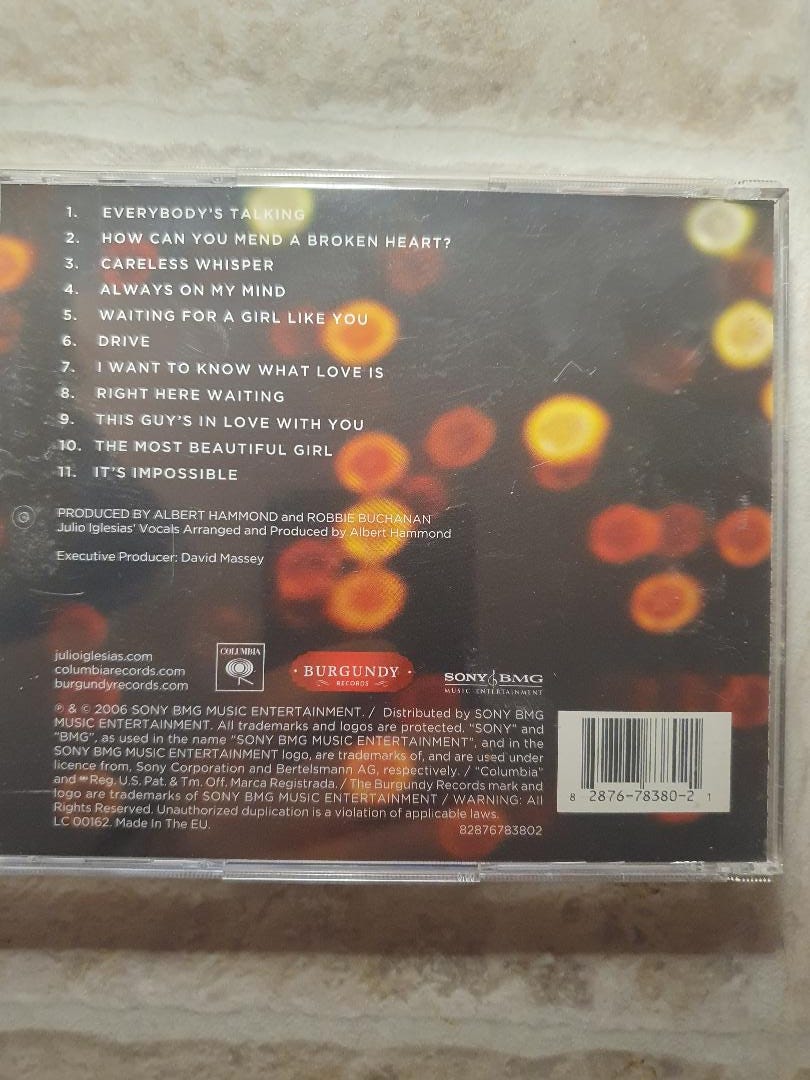 1. EVERYBODY'S TALKING
2. HOW CAN YOU MEND A BROKEN HEART?
3. CARELESS WHISPER
4. ALWAYS ON MY MIND
5. WAITING FOR A GIRL LIKE YOU
6. DRIVE
7. I WANT TO KNOW WHAT LOVE IS
8. RIGHT HERE WAITING
9. THIS GUY'S IN LOVE WITH YOU
10. THE MOST BEAUTIFUL GIRL
11. IT'S IMPOSSIBLE
PRODUCED BY ALBERT HAMMOND and ROBBIE BUCHANAN
Julio Iglesias' Vocals Arranged and Produced by Albert Hammond
Executive Producer: David Massey
julioiglesias.com
columbiarecords.com
burgundyrecords.com
COLUMBIA
· BURGUNDY ·
RECORDS
SONY BMG
MUSIC ENTERTAINMENT
℗ & © 2006 SONY BMG MUSIC ENTERTAINMENT. / Distributed by SONY BMG
MUSIC ENTERTAINMENT. All trademarks and logos are protected. "SONY" and
"BMG", as used in the name "SONY BMG MUSIC ENTERTAINMENT", and in the
SONY BMG MUSIC ENTERTAINMENT logo, are trademarks of, and are used under
licence from, Sony Corporation and Bertelsmann AG, respectively. / "Columbia"
and Reg. U.S. Pat. & Tm. Off. Marca Registrada. / The Burgundy Records mark and
logo are trademarks of SONY BMG MUSIC ENTERTAINMENT / WARNING: All
Rights Reserved. Unauthorized duplication is a violation of applicable laws.
LC 00162. Made In The EU.
82876783802
8 2876-78380-2 1